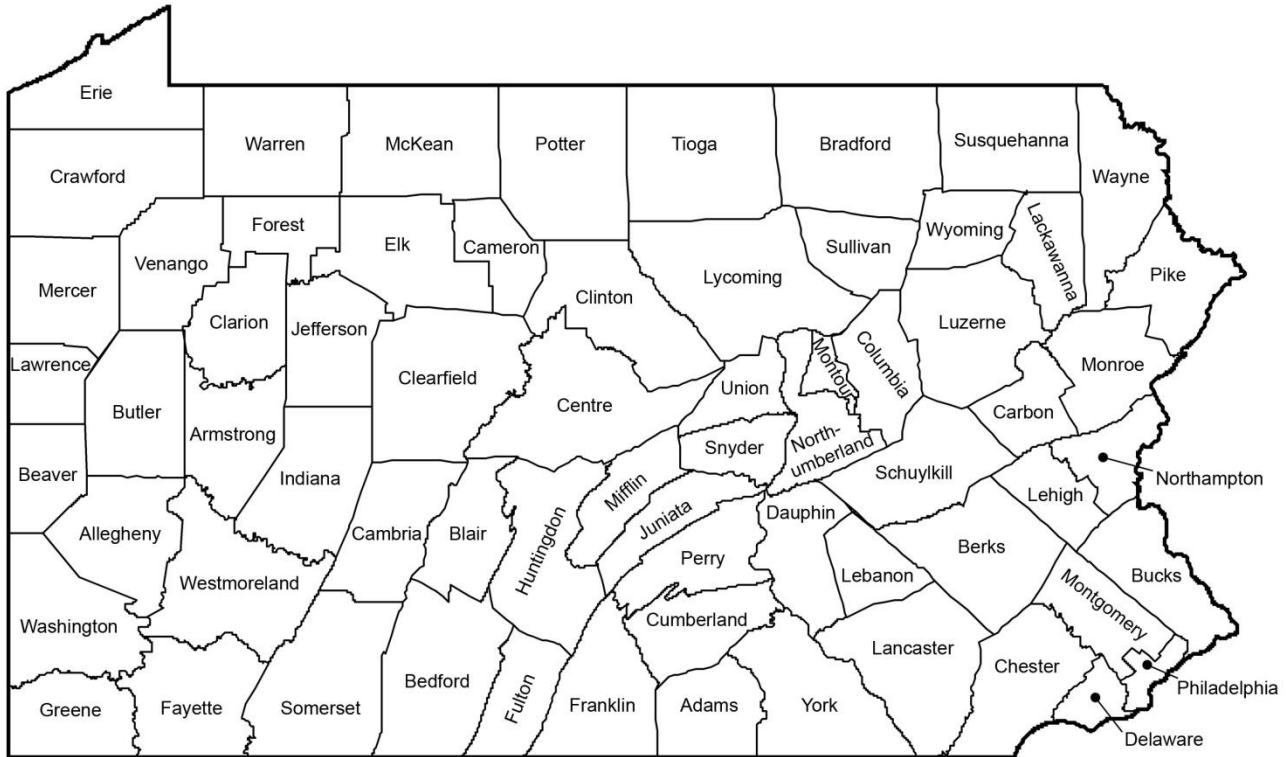 Erie
Warren
McKean
Potter
Tioga
Bradford
Susquehanna
Wayne
Crawford
Forest
Elk
Cameron
Sullivan
Wyoming
Lackawanna
Pike
Venango
Mercer
Clarion
Jefferson
Clinton
Lycoming
Luzerne
Lawrence
Butler
Clearfield
Centre
Union
Montour
Columbia
Monroe
Carbon
Armstrong
Snyder
North-
umberland
Beaver
Indiana
Mifflin
Schuylkill
Lehigh
Northampton
Allegheny
Cambria
Blair
Huntingdon
Juniata
Dauphin
Perry
Berks
Westmoreland
Lebanon
Bucks
Washington
Cumberland
Montgomery
Lancaster
Chester
Philadelphia
Greene
Fayette
Somerset
Bedford
Fulton
Franklin
Adams
York
Delaware